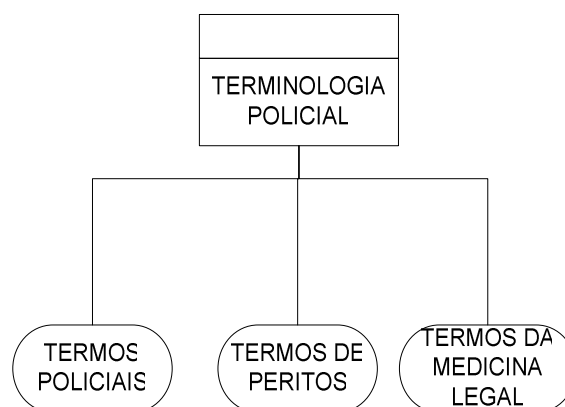 TERMINOLOGIA
POLICIAL
TERMOS
POLICIAIS
TERMOS DE
PERITOS
TERMOS DA
MEDICINA
LEGAL